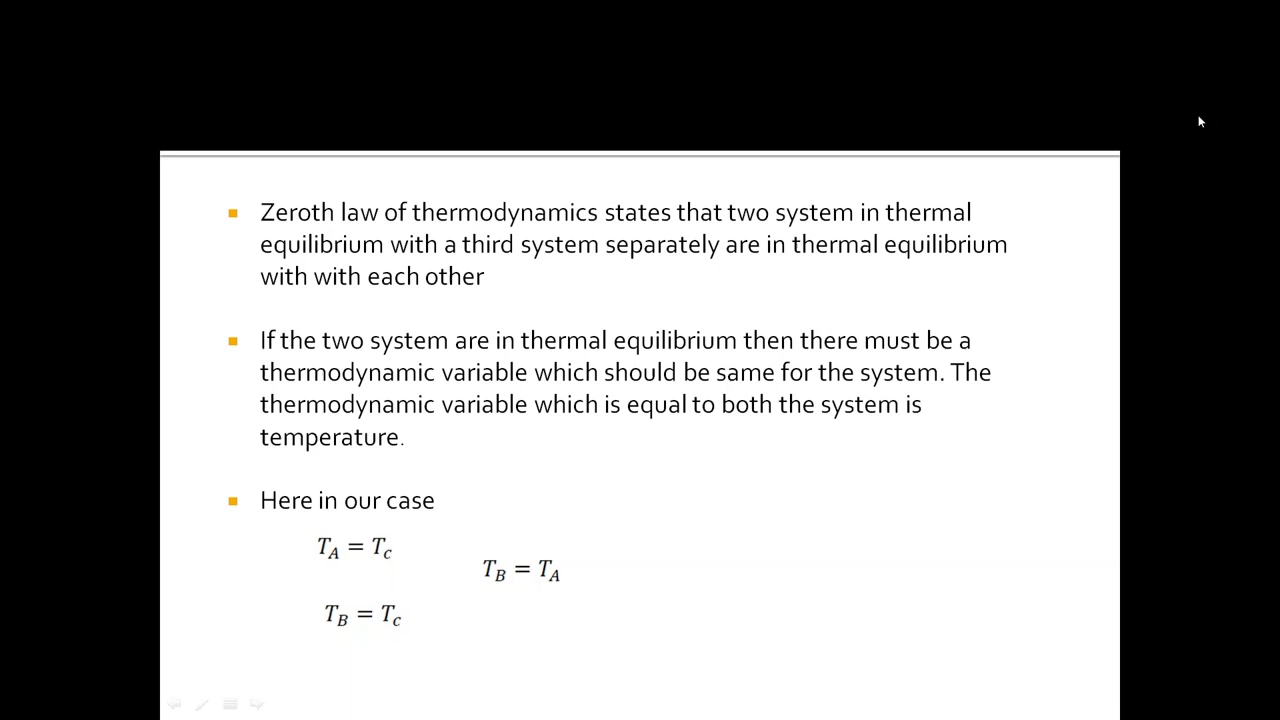 Zeroth law of thermodynamics states that two system in thermal
equilibrium with a third system separately are in thermal equilibrium
with with each other
If the two system are in thermal equilibrium then there must be a
thermodynamic variable which should be same for the system. The
thermodynamic variable which is equal to both the system is
temperature.
Here in our case
T_A = T_c
T_B = T_A
T_B = T_c